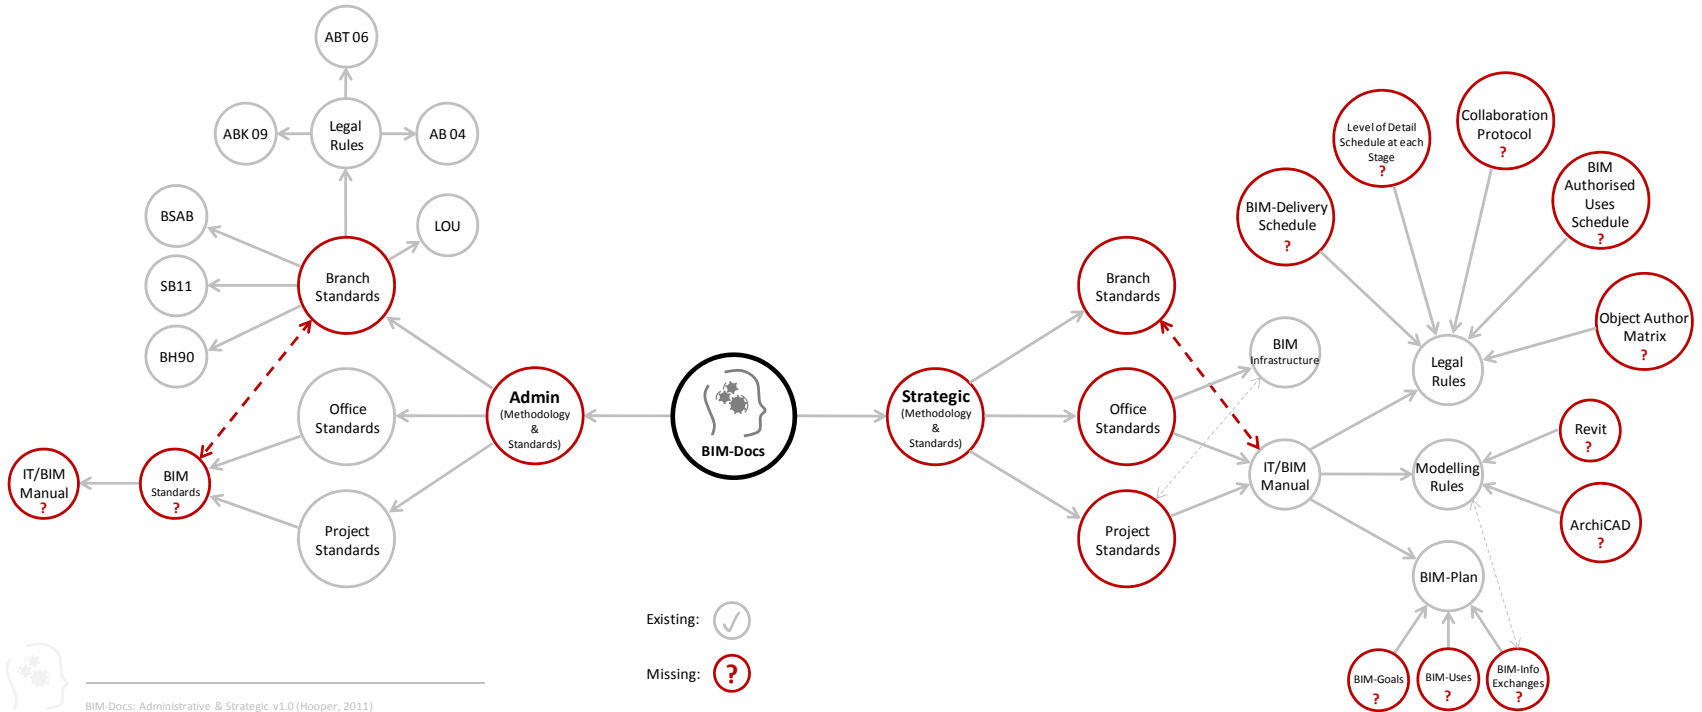 ABT 06
ABK 09
Legal
Rules
AB 04
BSAB
LOU
SB11
Branch
Standards
BH90
Office
Standards
Admin
(Methodology
&
Standards)
IT/BIM
Manual
?
BIM
Standards
?
Project
Standards
BIM-Docs
Strategic
(Methodology
&
Standards)
Branch
Standards
Office
Standards
Project
Standards
BIM
Infrastructure
IT/BIM
Manual
BIM-Delivery
Schedule
?
Level of Detail
Schedule at each
Stage
?
Collaboration
Protocol
?
BIM
Authorised
Uses
Schedule
?
Object Author
Matrix
?
Legal
Rules
Modelling
Rules
Revit
?
ArchiCAD
?
BIM-Plan
BIM-Goals
?
BIM-Uses
?
BIM-Info
Exchanges
?
Existing:
Missing: ?
BIM-Docs: Administrative & Strategic v1.0 (Hooper, 2011)